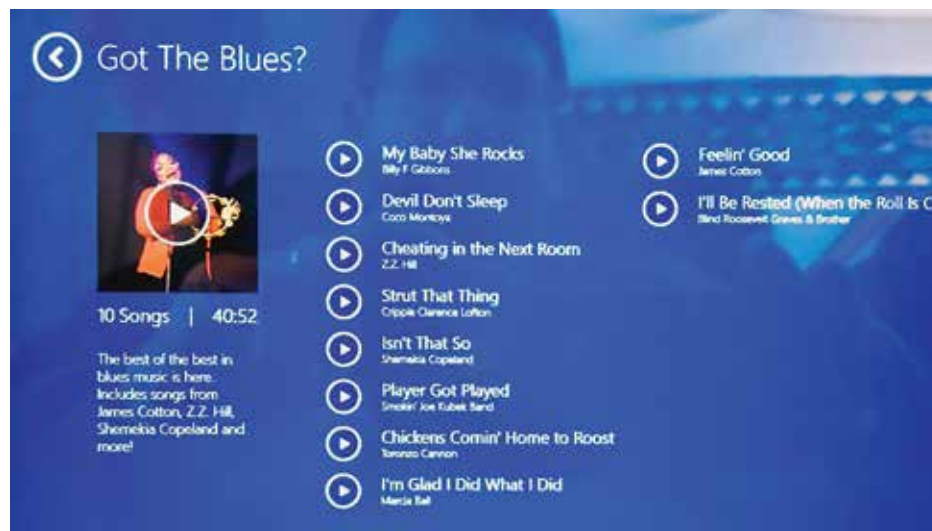 Got The Blues?
10 Songs | 40:52
The best of the best in
blues music is here.
Includes songs from
James Cotton, Z.Z. Hill,
Shemekia Copeland and
more!
My Baby She Rocks
Billy F Gibbons
Devil Don't Sleep
Coco Montoya
Cheating in the Next Room
Z.Z. Hill
Strut That Thing
Cripple Clarence Lofton
Isn't That So
Shemekia Copeland
Player Got Played
Smokin' Joe Kubek Band
Chickens Comin' Home to Roost
Toronzo Cannon
I'm Glad I Did What I Did
Marcia Ball
Feelin' Good
James Cotton
I'll Be Rested (When the Roll Is C
Blind Roosevelt Graves & Brother